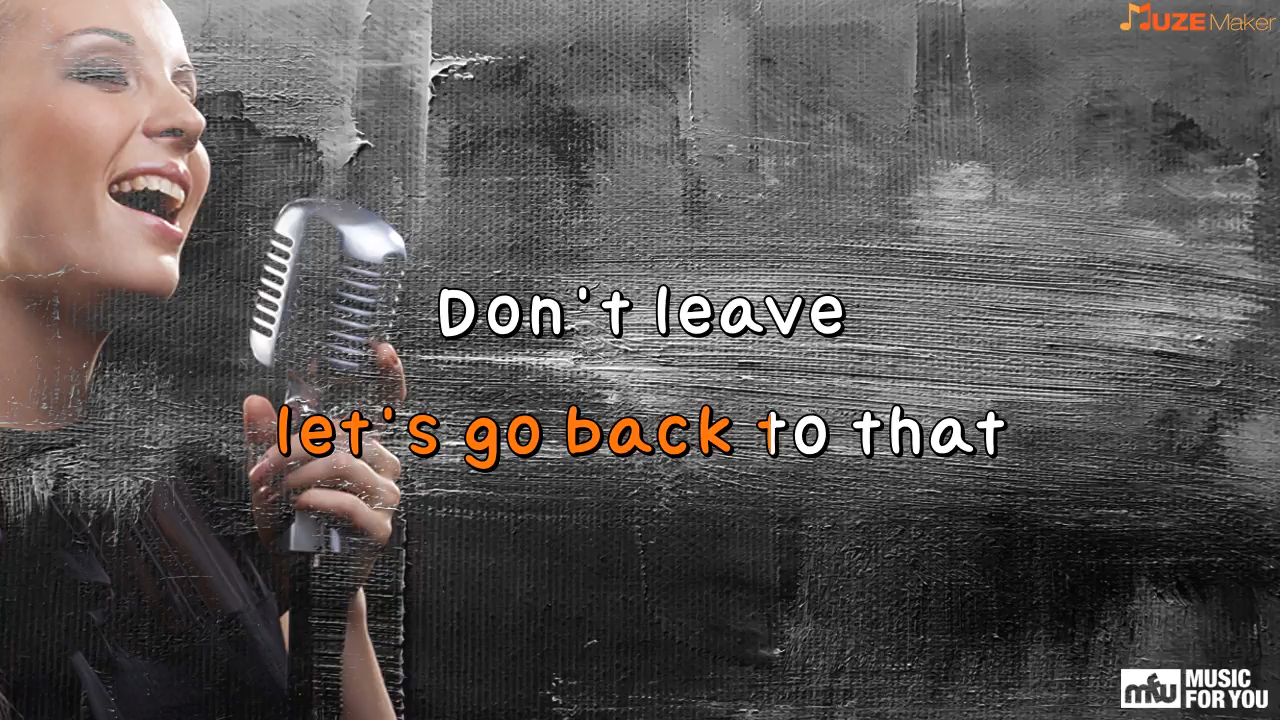 MUZE Maker
Don't leave
let's go back to that
mfu MUSIC
FOR YOU